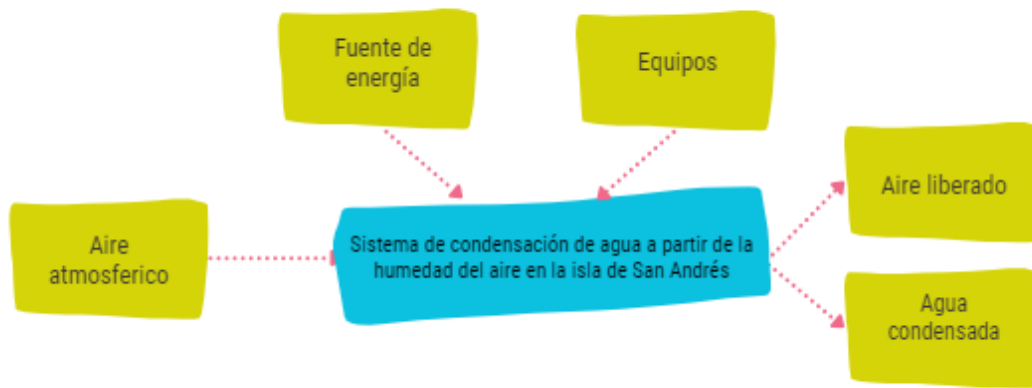 Fuente de
energía
Equipos
Aire
atmosferico
Sistema de condensación de agua a partir de la
humedad del aire en la isla de San Andrés
Aire liberado
Agua
condensada